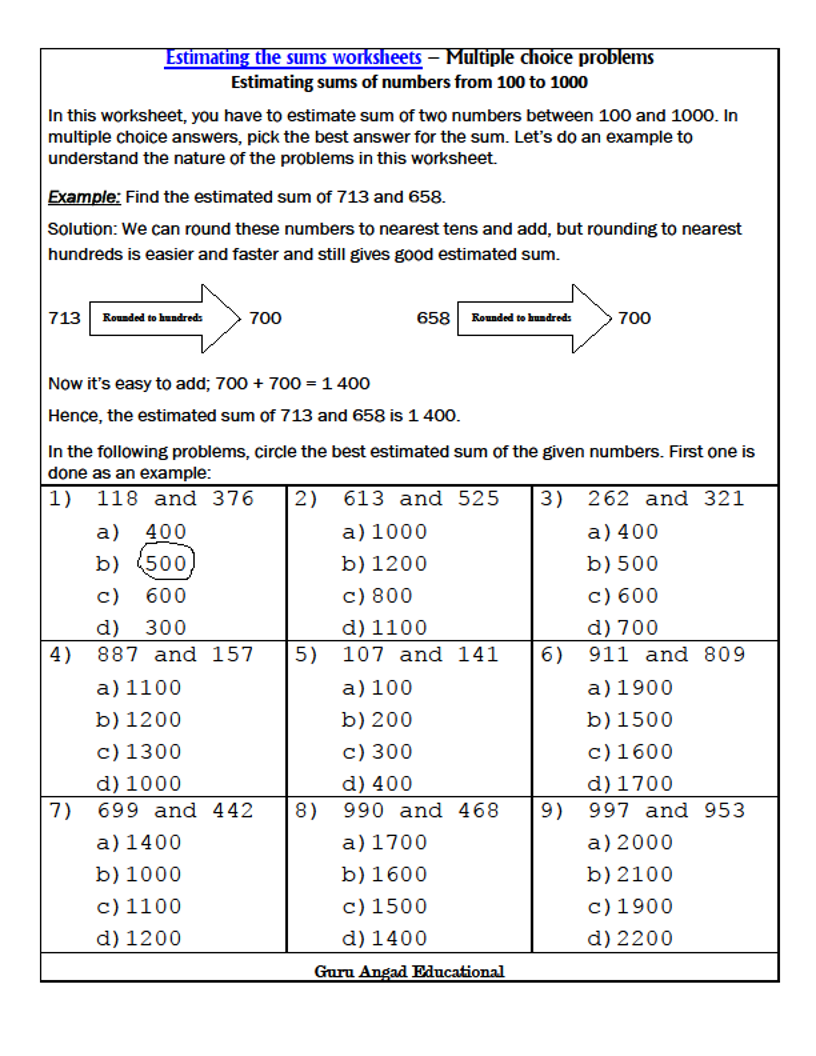 Estimating the sums worksheets – Multiple choice problems
Estimating sums of numbers from 100 to 1000
In this worksheet, you have to estimate sum of two numbers between 100 and 1000. In
multiple choice answers, pick the best answer for the sum. Let's do an example to
understand the nature of the problems in this worksheet.
Example: Find the estimated sum of 713 and 658.
Solution: We can round these numbers to nearest tens and add, but rounding to nearest
hundreds is easier and faster and still gives good estimated sum.
713 Rounded to hundreds 700 658 Rounded to hundreds 700
Now it's easy to add; 700 + 700 = 1 400
Hence, the estimated sum of 713 and 658 is 1 400.
In the following problems, circle the best estimated sum of the given numbers. First one is
done as an example:
1) 118 and 376
a) 400
b) 500
c) 600
d) 300
2) 613 and 525
a)1000
b)1200
c)800
d)1100
3) 262 and 321
a)400
b)500
c)600
d)700
4) 887 and 157
a)1100
b)1200
c)1300
d)1000
5) 107 and 141
a)100
b)200
c)300
d)400
6) 911 and 809
a)1900
b)1500
c)1600
d)1700
7) 699 and 442
a)1400
b)1000
c)1100
d)1200
8) 990 and 468
a)1700
b)1600
c)1500
d)1400
9) 997 and 953
a)2000
b)2100
c)1900
d)2200
Guru Angad Educational